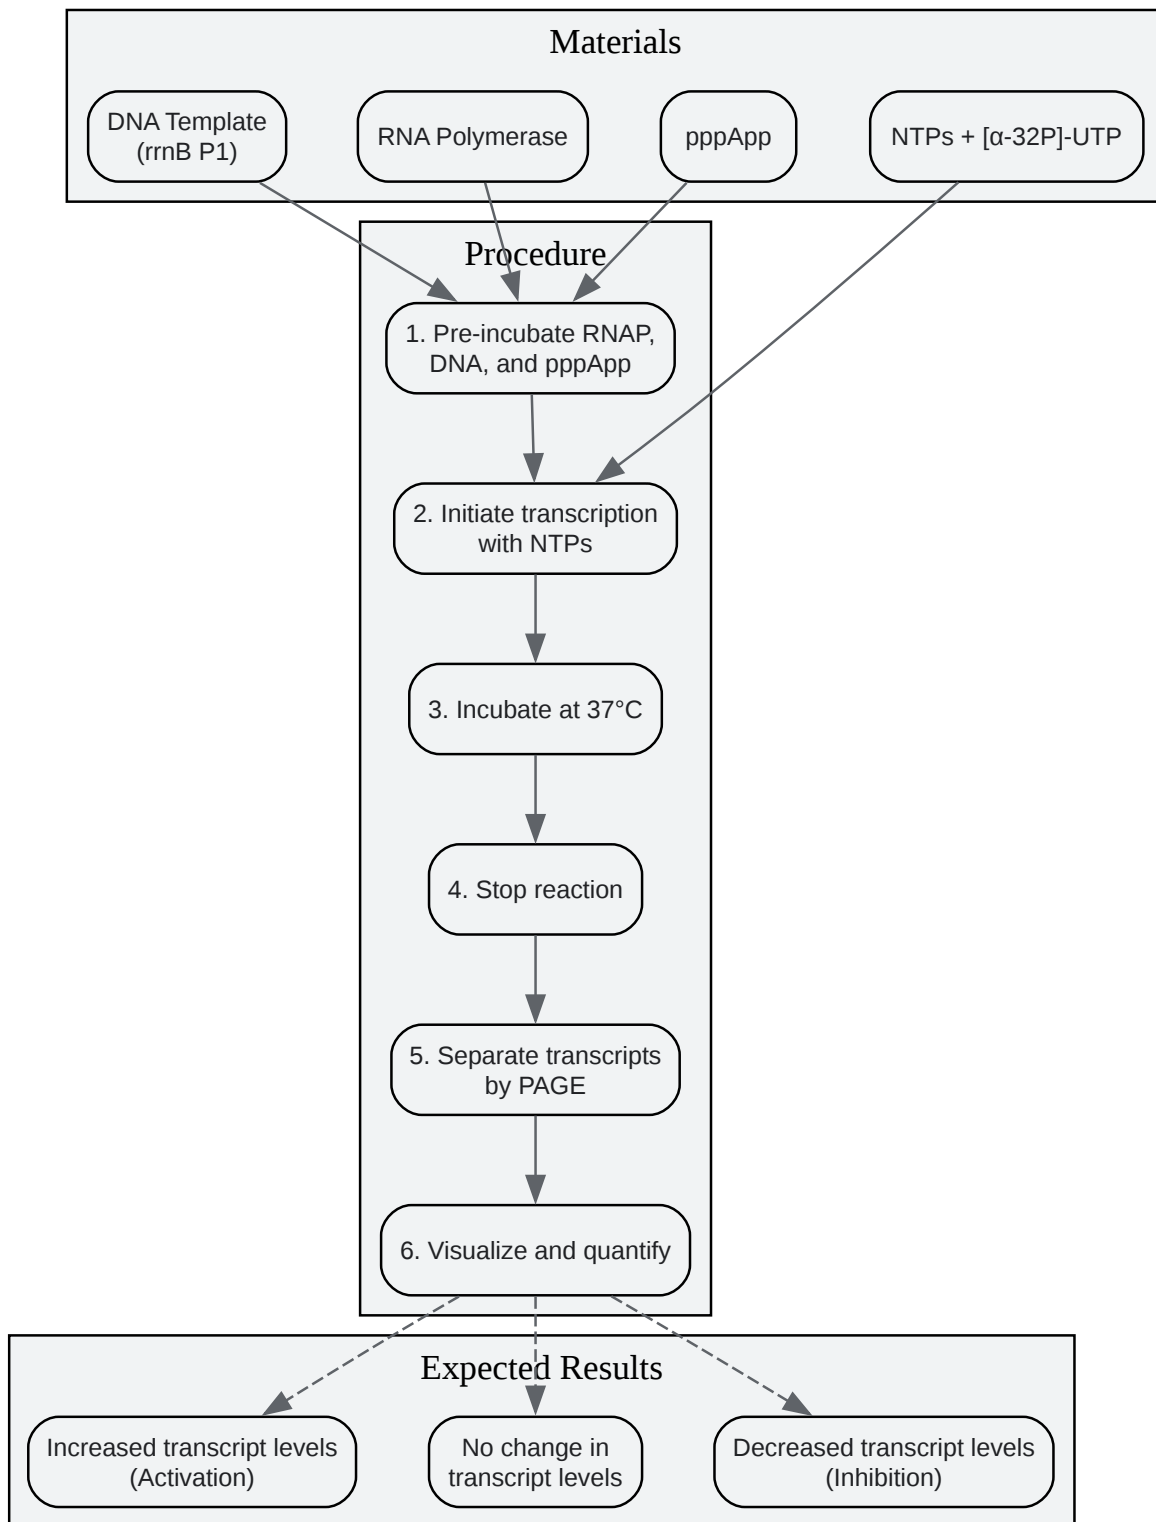 Materials
DNA Template
(rrnB P1)
RNA Polymerase
pppApp
NTPs + [α-32P]-UTP
Procedure
1. Pre-incubate RNAP,
DNA, and pppApp
2. Initiate transcription
with NTPs
3. Incubate at 37°C
4. Stop reaction
5. Separate transcripts
by PAGE
6. Visualize and quantify
Expected Results
Increased transcript levels
(Activation)
No change in
transcript levels
Decreased transcript levels
(Inhibition)